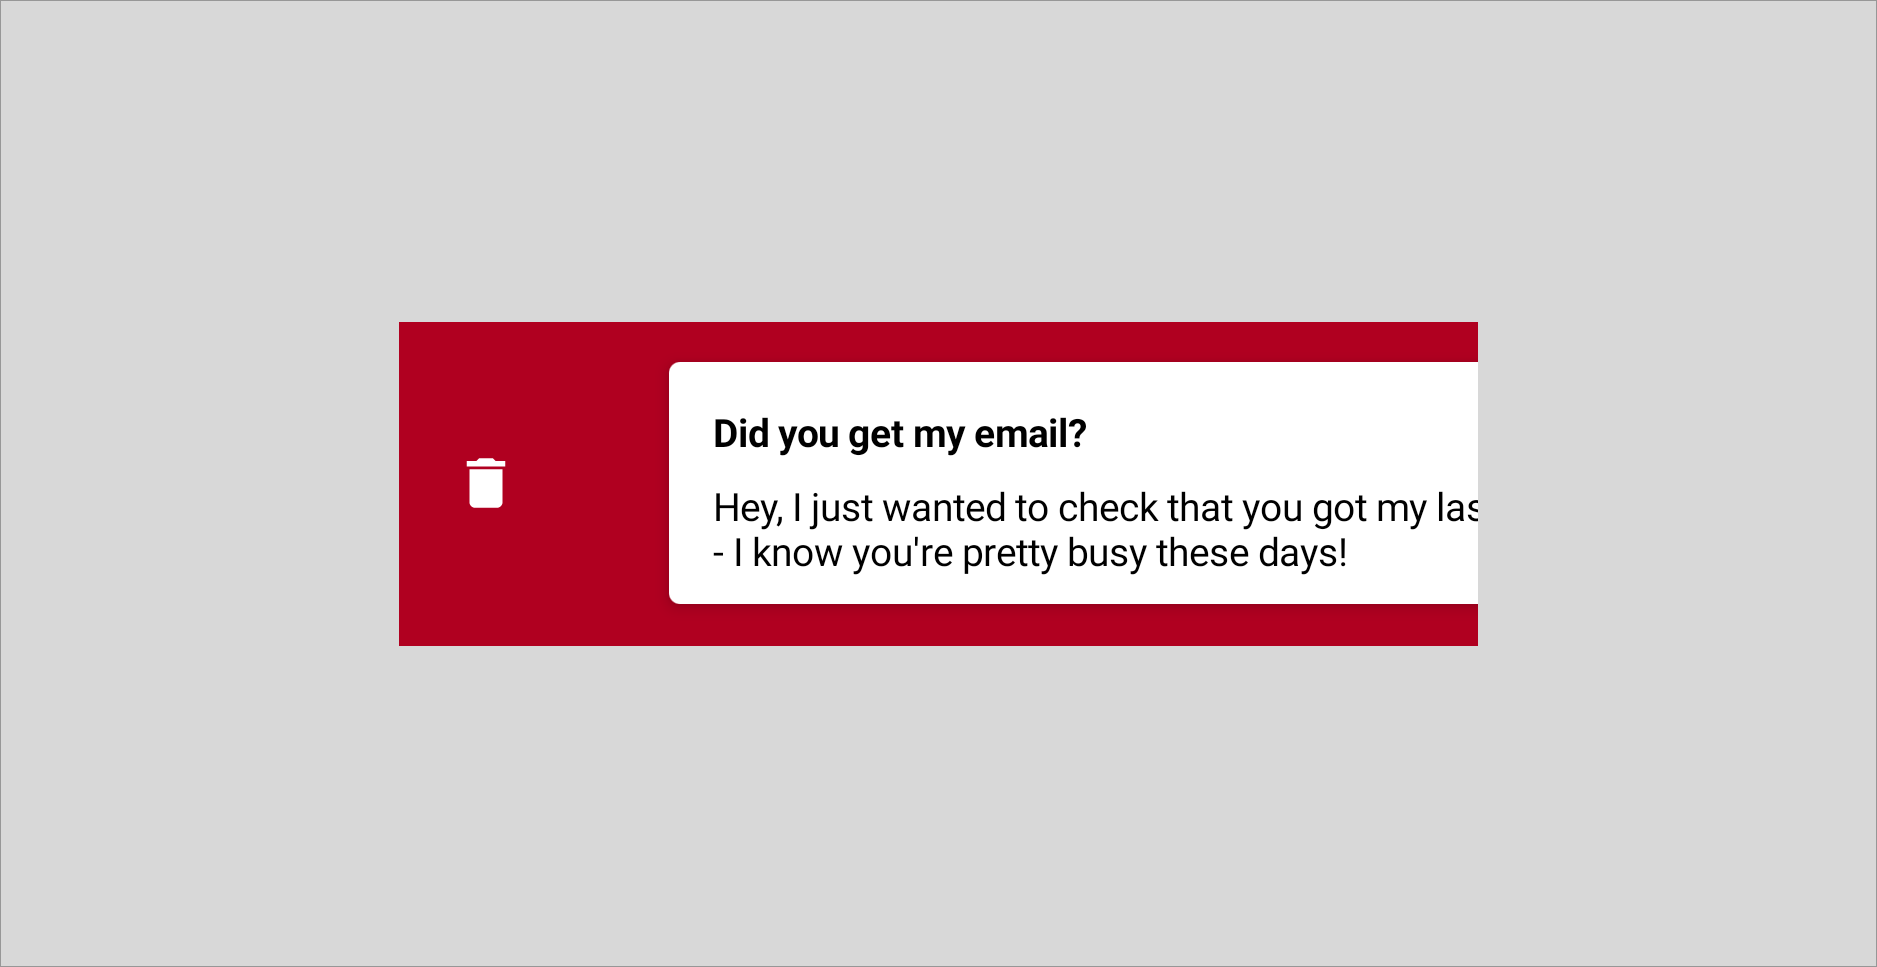 Did you get my email?
Hey, I just wanted to check that you got my las
- I know you're pretty busy these days!